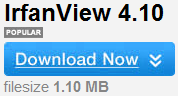 IrfanView 4.10
POPULAR
Download Now
filesize 1.10 MB